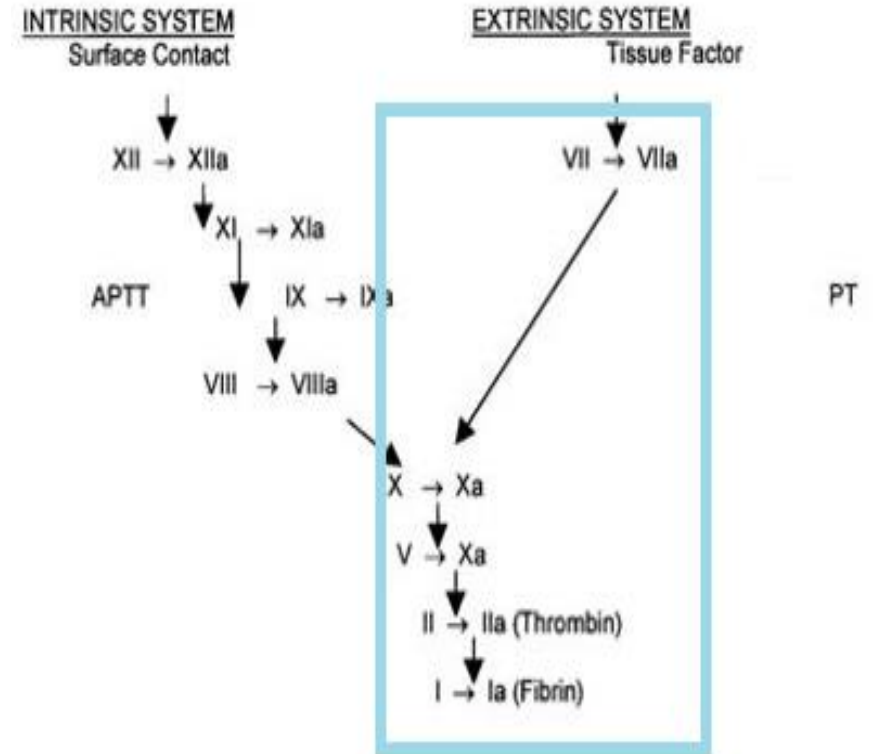 INTRINSIC SYSTEM
Surface Contact
EXTRINSIC SYSTEM
Tissue Factor
XII → XIIa
VII → VIIa
XI → XIa
APTT
IX → IXa
PT
VIII → VIIIa
X → Xa
V → Xa
II → IIa (Thrombin)
I → Ia (Fibrin)